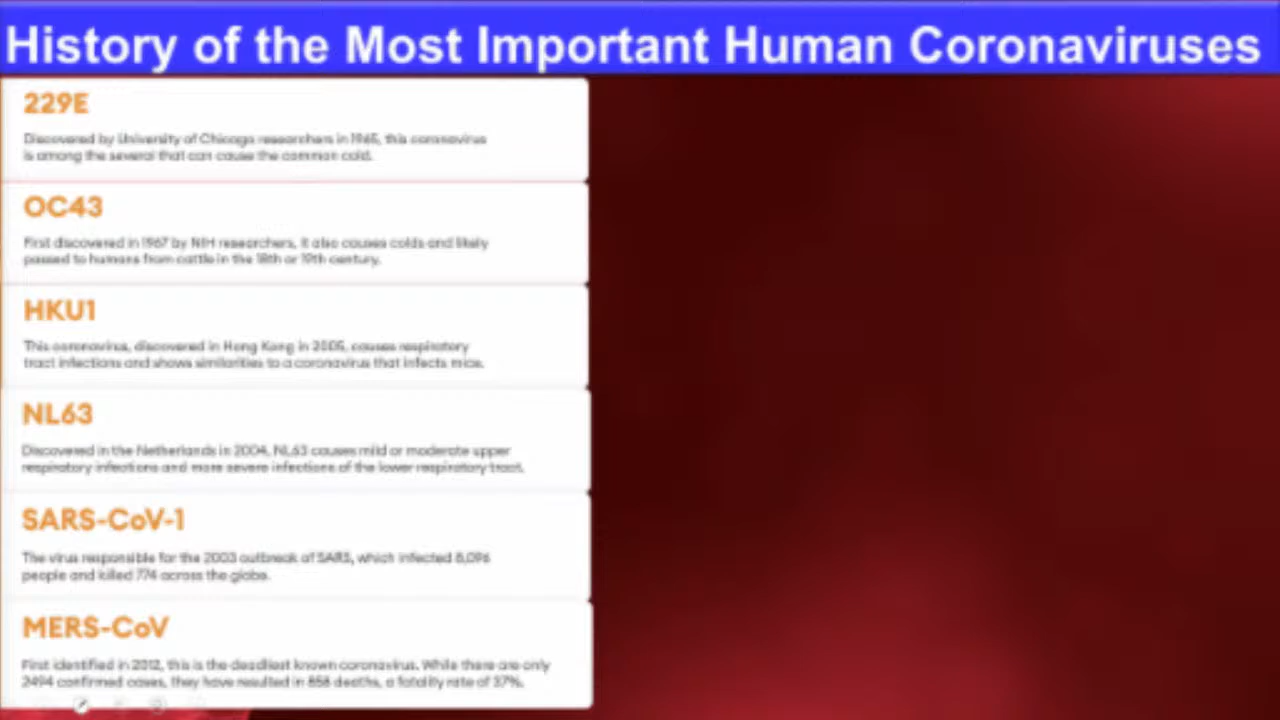 History of the Most Important Human Coronaviruses
229E
Discovered by University of Chicago researchers in 1965, this coronavirus
is among the several that can cause the common cold.
OC43
First discovered in 1967 by NIH researchers, it also causes colds and likely
passed to humans from cattle in the 18th or 19th century.
HKU1
This coronavirus, discovered in Hong Kong in 2005, causes respiratory
tract infections and shows similarities to a coronavirus that infects mice.
NL63
Discovered in the Netherlands in 2004, NL63 causes mild or moderate upper
respiratory infections and more severe infections of the lower respiratory tract.
SARS-CoV-1
The virus responsible for the 2003 outbreak of SARS, which infected 8,096
people and killed 774 across the globe.
MERS-CoV
First identified in 2012, this is the deadliest known coronavirus. While there are only
2494 confirmed cases, they have resulted in 858 deaths, a fatality rate of 37%.